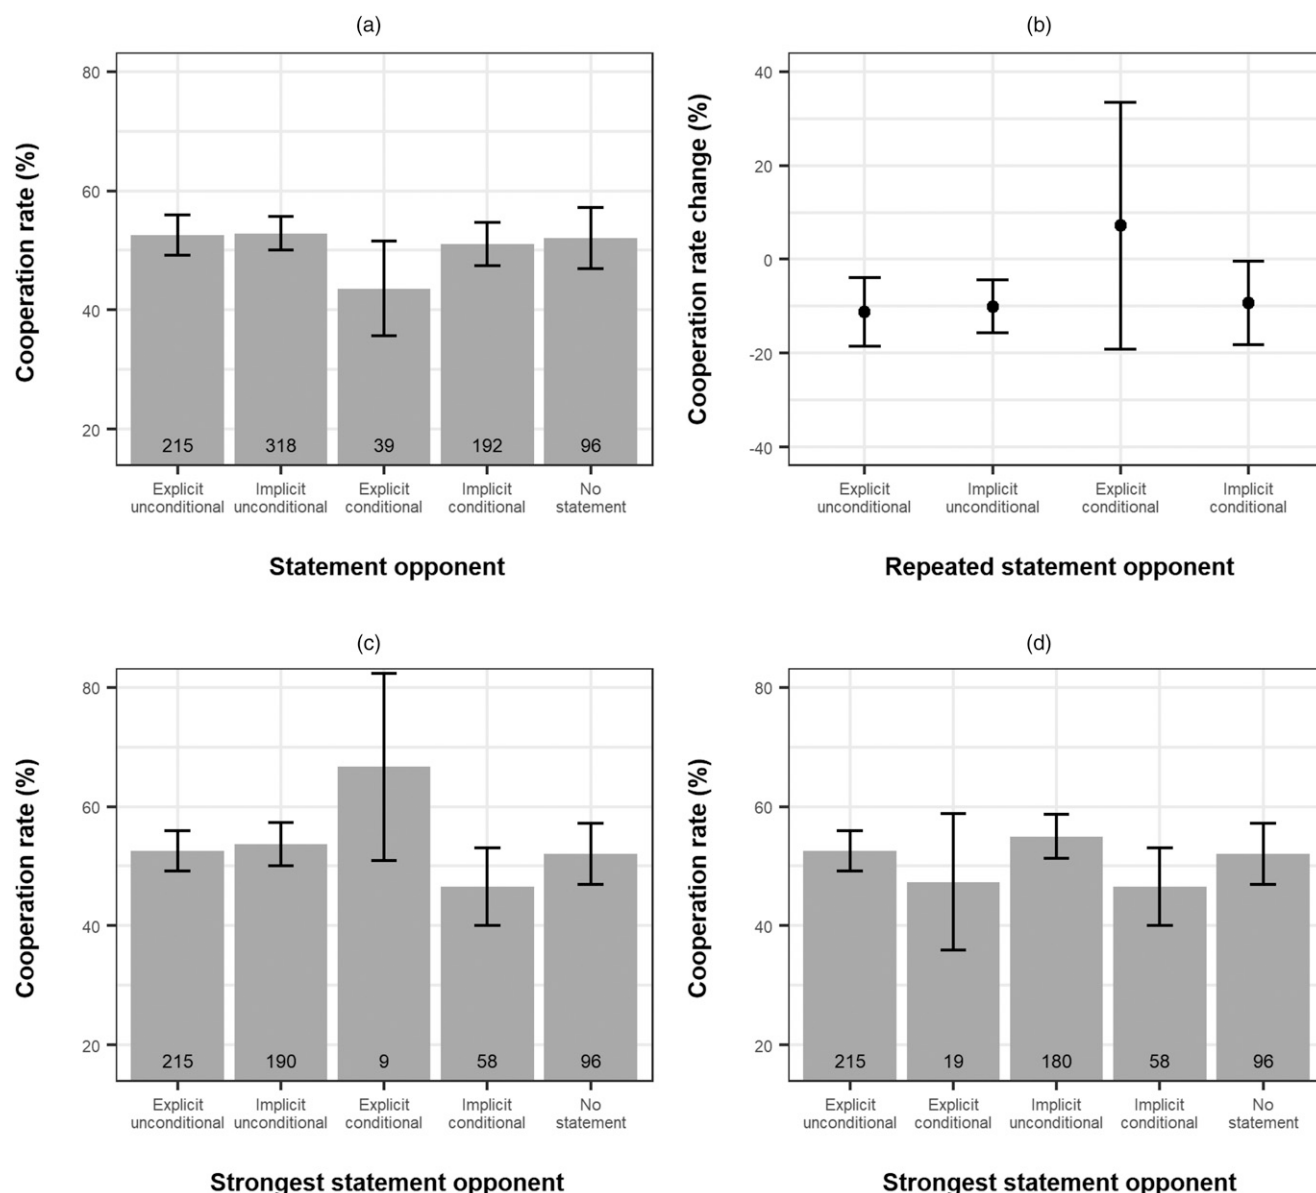 (a)
Cooperation rate (%)
80
60
40
20
215 318 39 192 96
Explicit unconditional
Implicit unconditional
Explicit conditional
Implicit conditional
No statement
Statement opponent
(b)
Cooperation rate change (%)
40
20
0
-20
-40
Explicit unconditional
Implicit unconditional
Explicit conditional
Implicit conditional
Repeated statement opponent
(c)
Cooperation rate (%)
80
60
40
20
215 190 9 58 96
Explicit unconditional
Implicit unconditional
Explicit conditional
Implicit conditional
No statement
Strongest statement opponent
(d)
Cooperation rate (%)
80
60
40
20
215 19 180 58 96
Explicit unconditional
Explicit conditional
Implicit unconditional
Implicit conditional
No statement
Strongest statement opponent